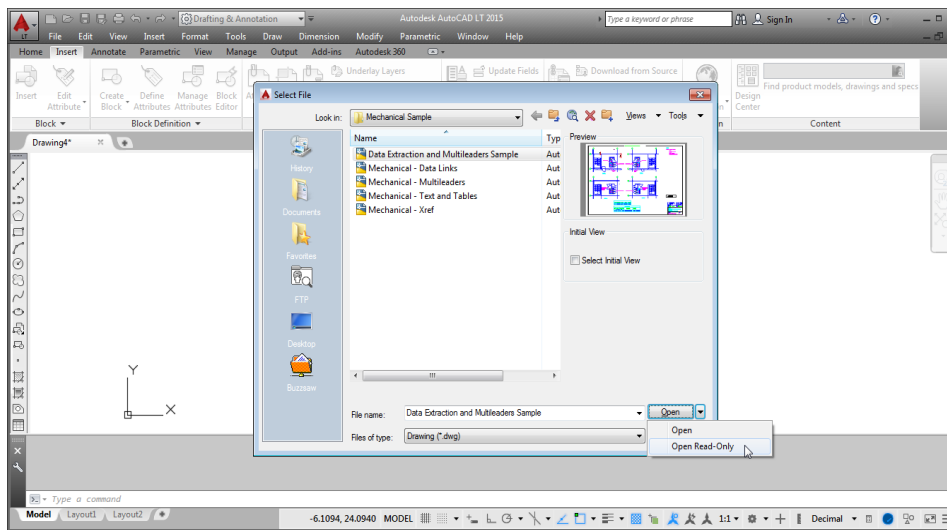 Drafting & Annotation
Autodesk AutoCAD LT 2015
Type a keyword or phrase
Sign In
LT
File Edit View Insert Format Tools Draw Dimension Modify Parametric Window Help
Home Insert Annotate Parametric View Manage Output Add-ins Autodesk 360
Underlay Layers
Update Fields
Download from Source
Find product models, drawings and specs
Insert
Edit Attribute
Create Block
Define Attributes
Manage Attributes
Block Editor
Design Center
Block
Block Definition
Content
Drawing4*
Select File
Look in:
Mechanical Sample
Views
Tools
Name
Typ
Data Extraction and Multileaders Sample Aut
Mechanical - Data Links Aut
Mechanical - Multileaders Aut
Mechanical - Text and Tables Aut
Mechanical - Xref Aut
History
Documents
Favorites
FTP
Desktop
Buzzsaw
Preview
Initial View
Select Initial View
File name:
Data Extraction and Multileaders Sample
Open
Files of type:
Drawing (*.dwg)
Open
Open Read-Only
Y
X
Type a command
Model Layout1 Layout2
-6.1094, 24.0940 MODEL
1:1
Decimal